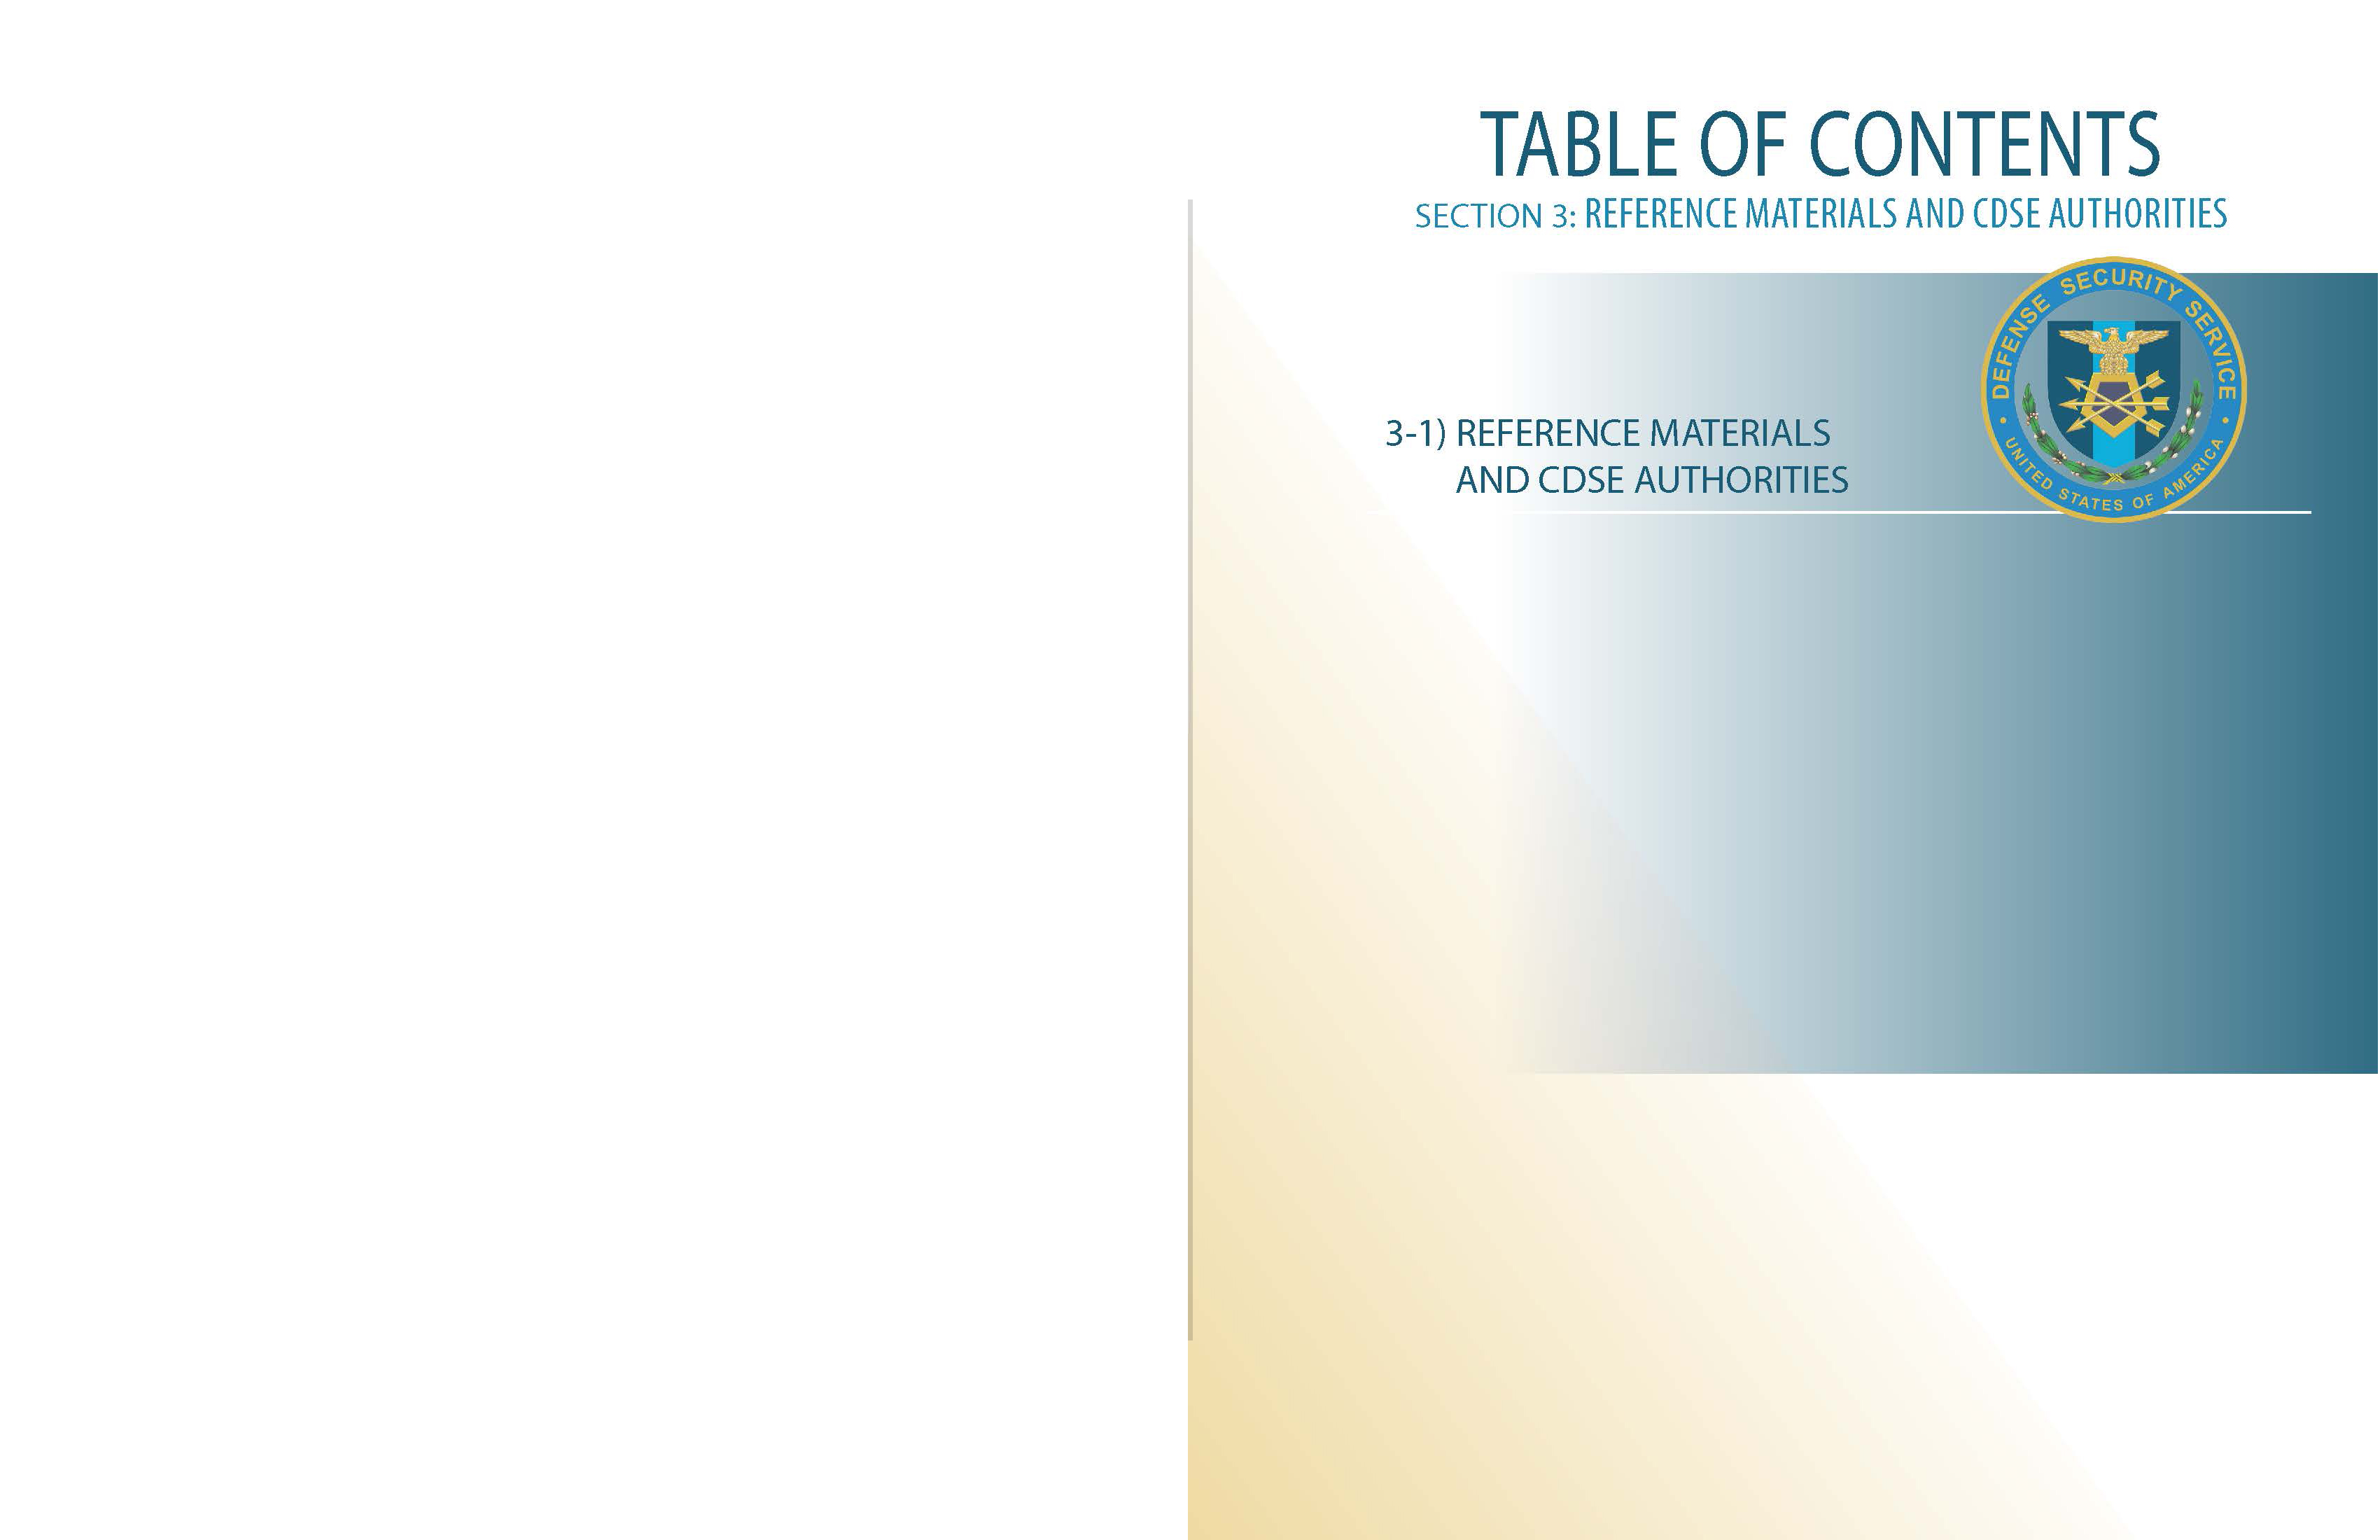 TABLE OF CONTENTS
SECTION 3: REFERENCE MATERIALS AND CDSE AUTHORITIES
DEFENSE SECURITY SERVICE
UNITED STATES OF AMERICA
3-1) REFERENCE MATERIALS
AND CDSE AUTHORITIES